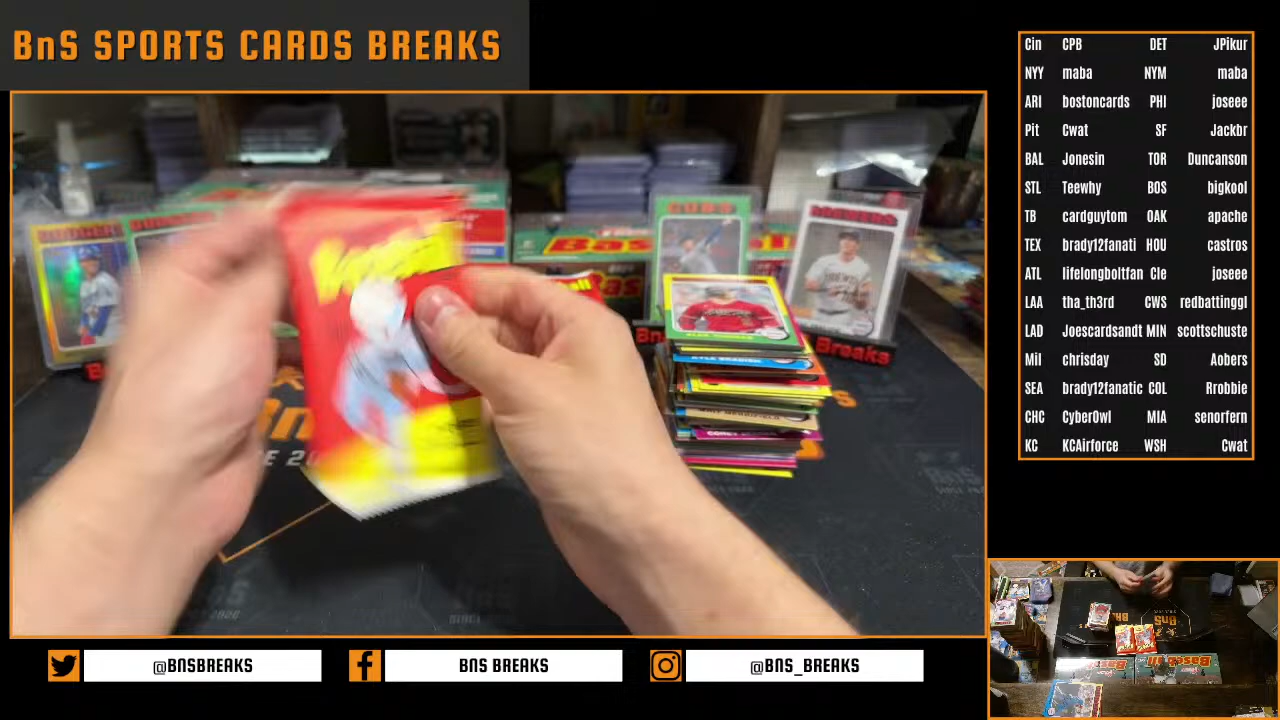 BnS SPORTS CARDS BREAKS
Cin CPB DET JPikur
NYY maba NYM maba
ARI bostoncards PHI joseee
Pit Cwat SF Jackbr
BAL Jonesin TOR Duncanson
STL Teewhy BOS bigkool
TB cardguytom OAK apache
TEX brady12fanati HOU castros
ATL lifelongboltfan Cle joseee
LAA tha_th3rd CWS redbattinggl
LAD Joescardsandt MIN scottschuste
Mil chrisday SD Aobers
SEA brady12fanatic COL Rrobbie
CHC CyberOwl MIA senorfern
KC KCAirforce WSH Cwat
CUBS
BREWERS
Breaks
@BNSBREAKS
BNS BREAKS
@BNS_BREAKS